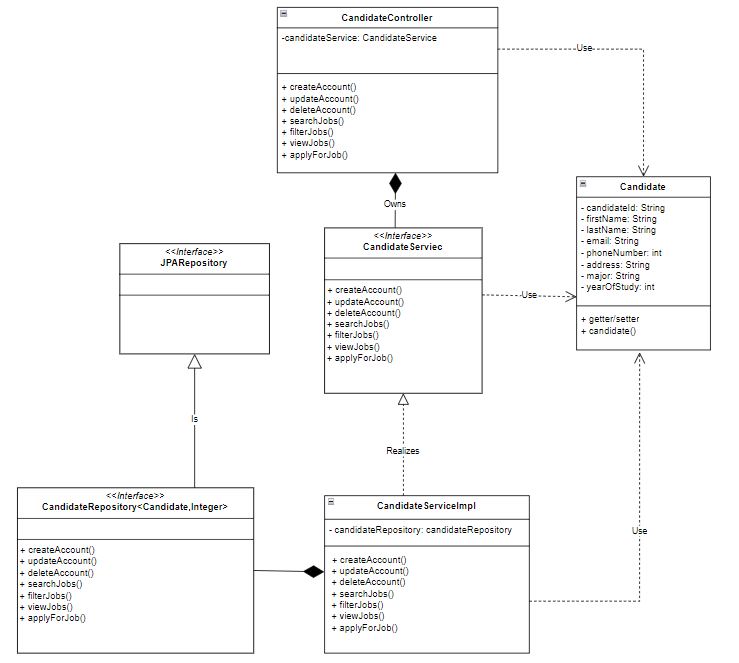 CandidateController
-candidateService: CandidateService
+ createAccount()
+ updateAccount()
+ deleteAccount()
+ searchJobs()
+ filterJobs()
+ viewJobs()
+ applyForJob()
Use
Owns
Candidate
- candidateId: String
- firstName: String
- lastName: String
- email: String
- phoneNumber: int
- address: String
- major: String
- yearOfStudy: int
+ getter/setter
+ candidate()
<<Interface>>
CandidateServiec
+ createAccount()
+ updateAccount()
+ deleteAccount()
+ searchJobs()
+ filterJobs()
+ viewJobs()
+ applyForJob()
Use
<<Interface>>
JPARepository
Is
Realizes
<<Interface>>
CandidateRepository<Candidate,Integer>
+ createAccount()
+ updateAccount()
+ deleteAccount()
+ searchJobs()
+ filterJobs()
+ viewJobs()
+ applyForJob()
CandidateServiceImpl
- candidateRepository: candidateRepository
+ createAccount()
+ updateAccount()
+ deleteAccount()
+ searchJobs()
+ filterJobs()
+ viewJobs()
+ applyForJob()
Use